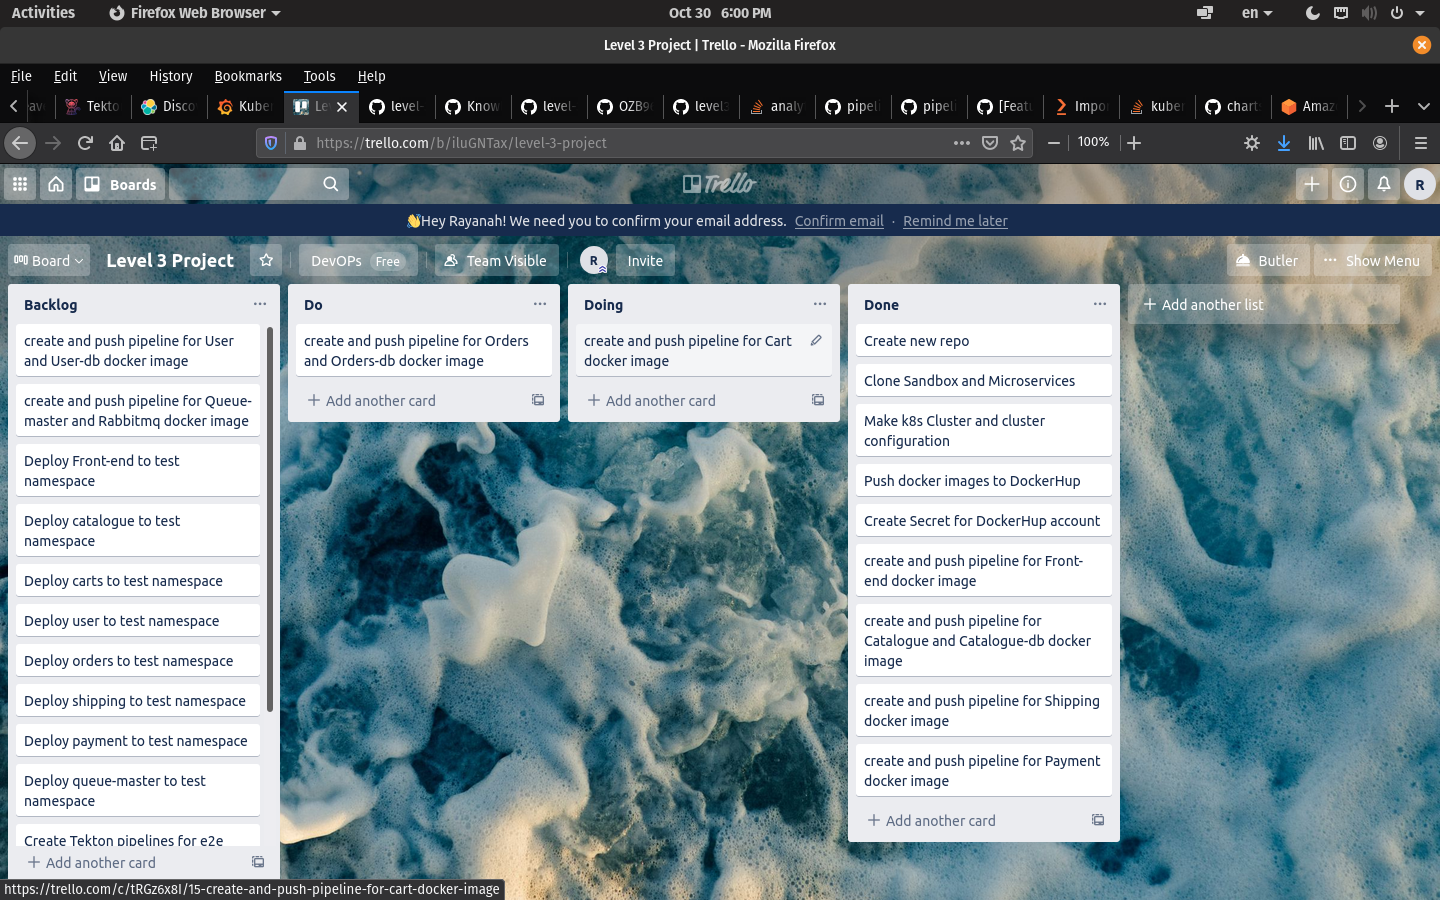 Activities
Firefox Web Browser
Oct 30 6:00 PM
en
Level 3 Project | Trello - Mozilla Firefox
File Edit View History Bookmarks Tools Help
Tekto
Disco
Kuber
Le
level-
Know
level-
OZB9
level3
analy
pipeli
pipeli
[Featu
Impor
kuber
chart
Amaz
https://trello.com/b/iluGNTax/level-3-project
100%
Boards
Trello
R
👋Hey Rayanah! We need you to confirm your email address. Confirm email · Remind me later
Board
Level 3 Project
DevOPs Free
Team Visible
R
Invite
Butler
Show Menu
Backlog
create and push pipeline for User
and User-db docker image
create and push pipeline for Queue-
master and Rabbitmq docker image
Deploy Front-end to test
namespace
Deploy catalogue to test
namespace
Deploy carts to test namespace
Deploy user to test namespace
Deploy orders to test namespace
Deploy shipping to test namespace
Deploy payment to test namespace
Deploy queue-master to test
namespace
Create Tekton pipelines for e2e
Add another card
Do
create and push pipeline for Orders
and Orders-db docker image
Add another card
Doing
create and push pipeline for Cart
docker image
Add another card
Done
Create new repo
Clone Sandbox and Microservices
Make k8s Cluster and cluster
configuration
Push docker images to DockerHup
Create Secret for DockerHup account
create and push pipeline for Front-
end docker image
create and push pipeline for
Catalogue and Catalogue-db docker
image
create and push pipeline for Shipping
docker image
create and push pipeline for Payment
docker image
Add another card
Add another list
https://trello.com/c/tRGz6x8I/15-create-and-push-pipeline-for-cart-docker-image